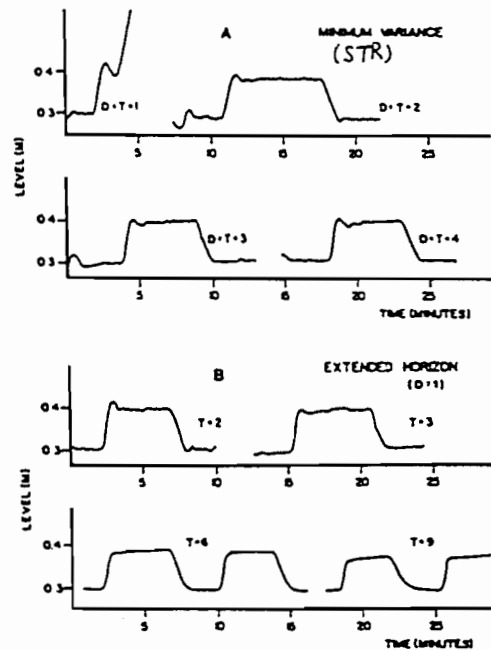 A
MINIMUM VARIANCE
(STR)
0.4
0.3
D=T=1
D=T=2
5
10
15
20
25
LEVEL (M)
0.4
0.3
D=T=3
D=T=4
5
10
15
20
25
TIME (MINUTES)
B
EXTENDED HORIZON
(D=1)
0.4
0.3
T=2
T=3
5
10
15
20
25
LEVEL (M)
0.4
0.3
T=6
T=9
5
10
15
20
25
TIME (MINUTES)